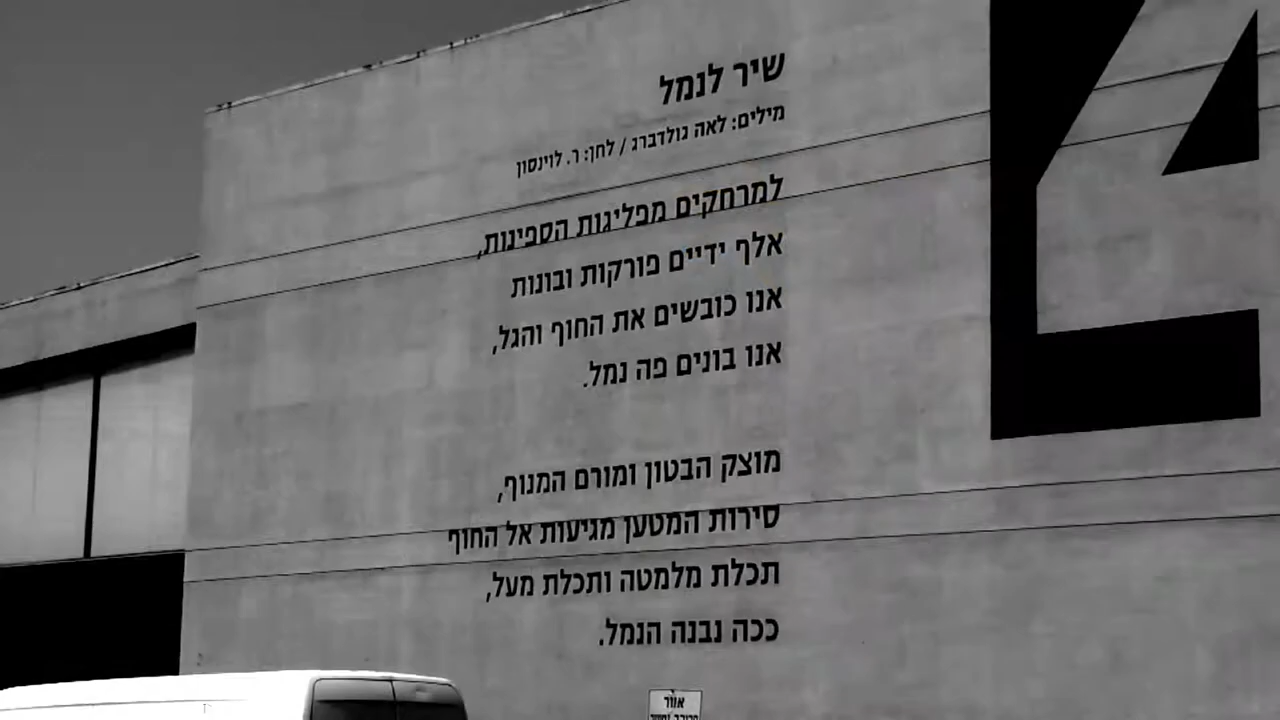 שיר לנמל
מילים: לאה גולדברג / לחן: ר. לוינסון
למרחקים מפליגות הספינות,
אלף ידיים פורקות ובונות
אנו כובשים את החוף והגל,
אנו בונים פה נמל.
מוצק הבטון ומורם המנוף,
סירות המטען מגיעות אל החוף
תכלת מלמטה ותכלת מעל,
ככה נבנה הנמל.
אזור